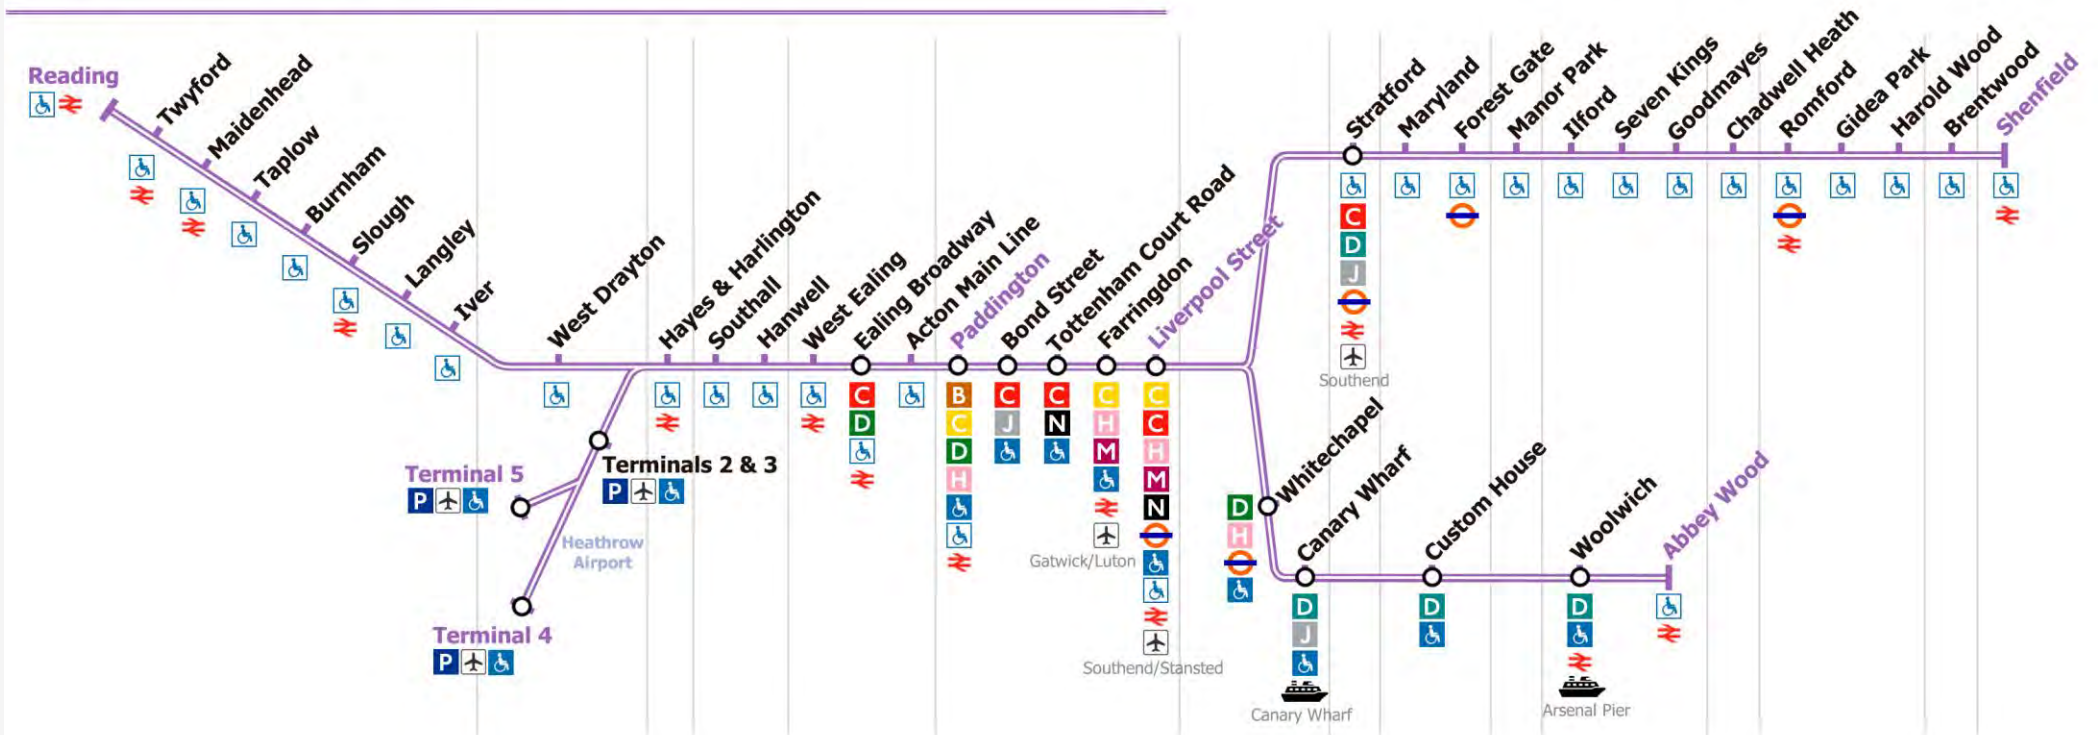 Reading
Twyford
Maidenhead
Taplow
Burnham
Slough
Langley
Iver
West Drayton
Hayes & Harlington
Southall
Hanwell
West Ealing
Ealing Broadway
C
D
Acton Main Line
Paddington
B
C
D
H
Bond Street
C
J
Tottenham Court Road
C
N
Farringdon
C
H
M
Gatwick/Luton
Liverpool Street
C
C
H
M
N
Southend/Stansted
Terminals 2 & 3
P
Terminal 5
P
Heathrow
Airport
Terminal 4
P
Stratford
C
D
J
Southend
Maryland
Forest Gate
Manor Park
Ilford
Seven Kings
Goodmayes
Chadwell Heath
Romford
Gidea Park
Harold Wood
Brentwood
Shenfield
Whitechapel
D
H
Canary Wharf
D
J
Canary Wharf
Custom House
D
Woolwich
D
Arsenal Pier
Abbey Wood